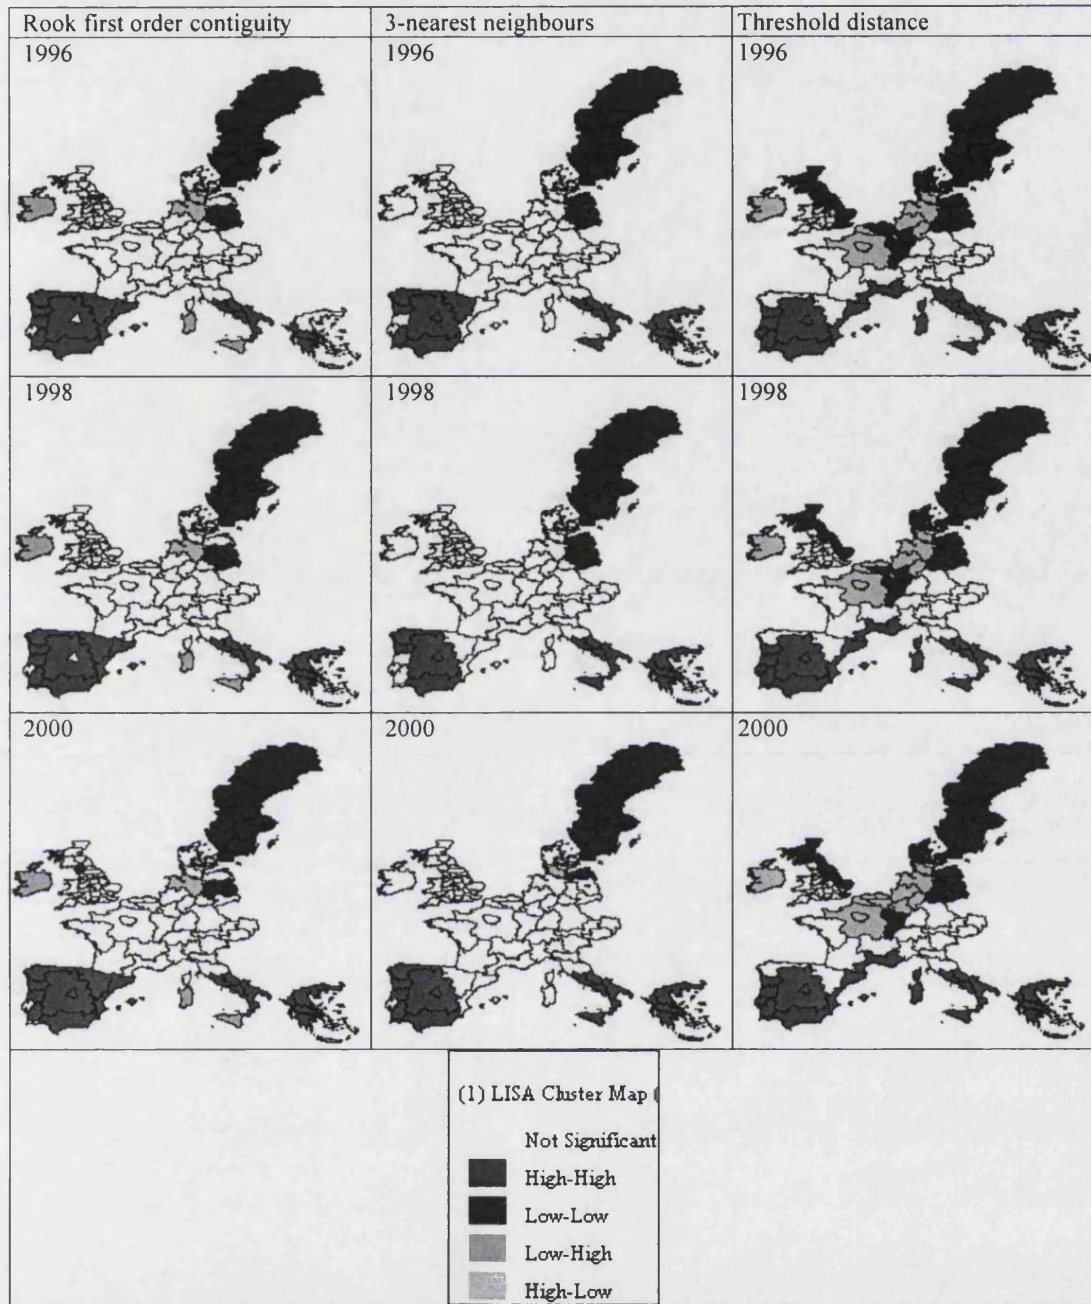 Rook first order contiguity
3-nearest neighbours
Threshold distance
1996
1996
1996
1998
1998
1998
2000
2000
2000
(1) LISA Cluster Map (
Not Significant
High-High
Low-Low
Low-High
High-Low